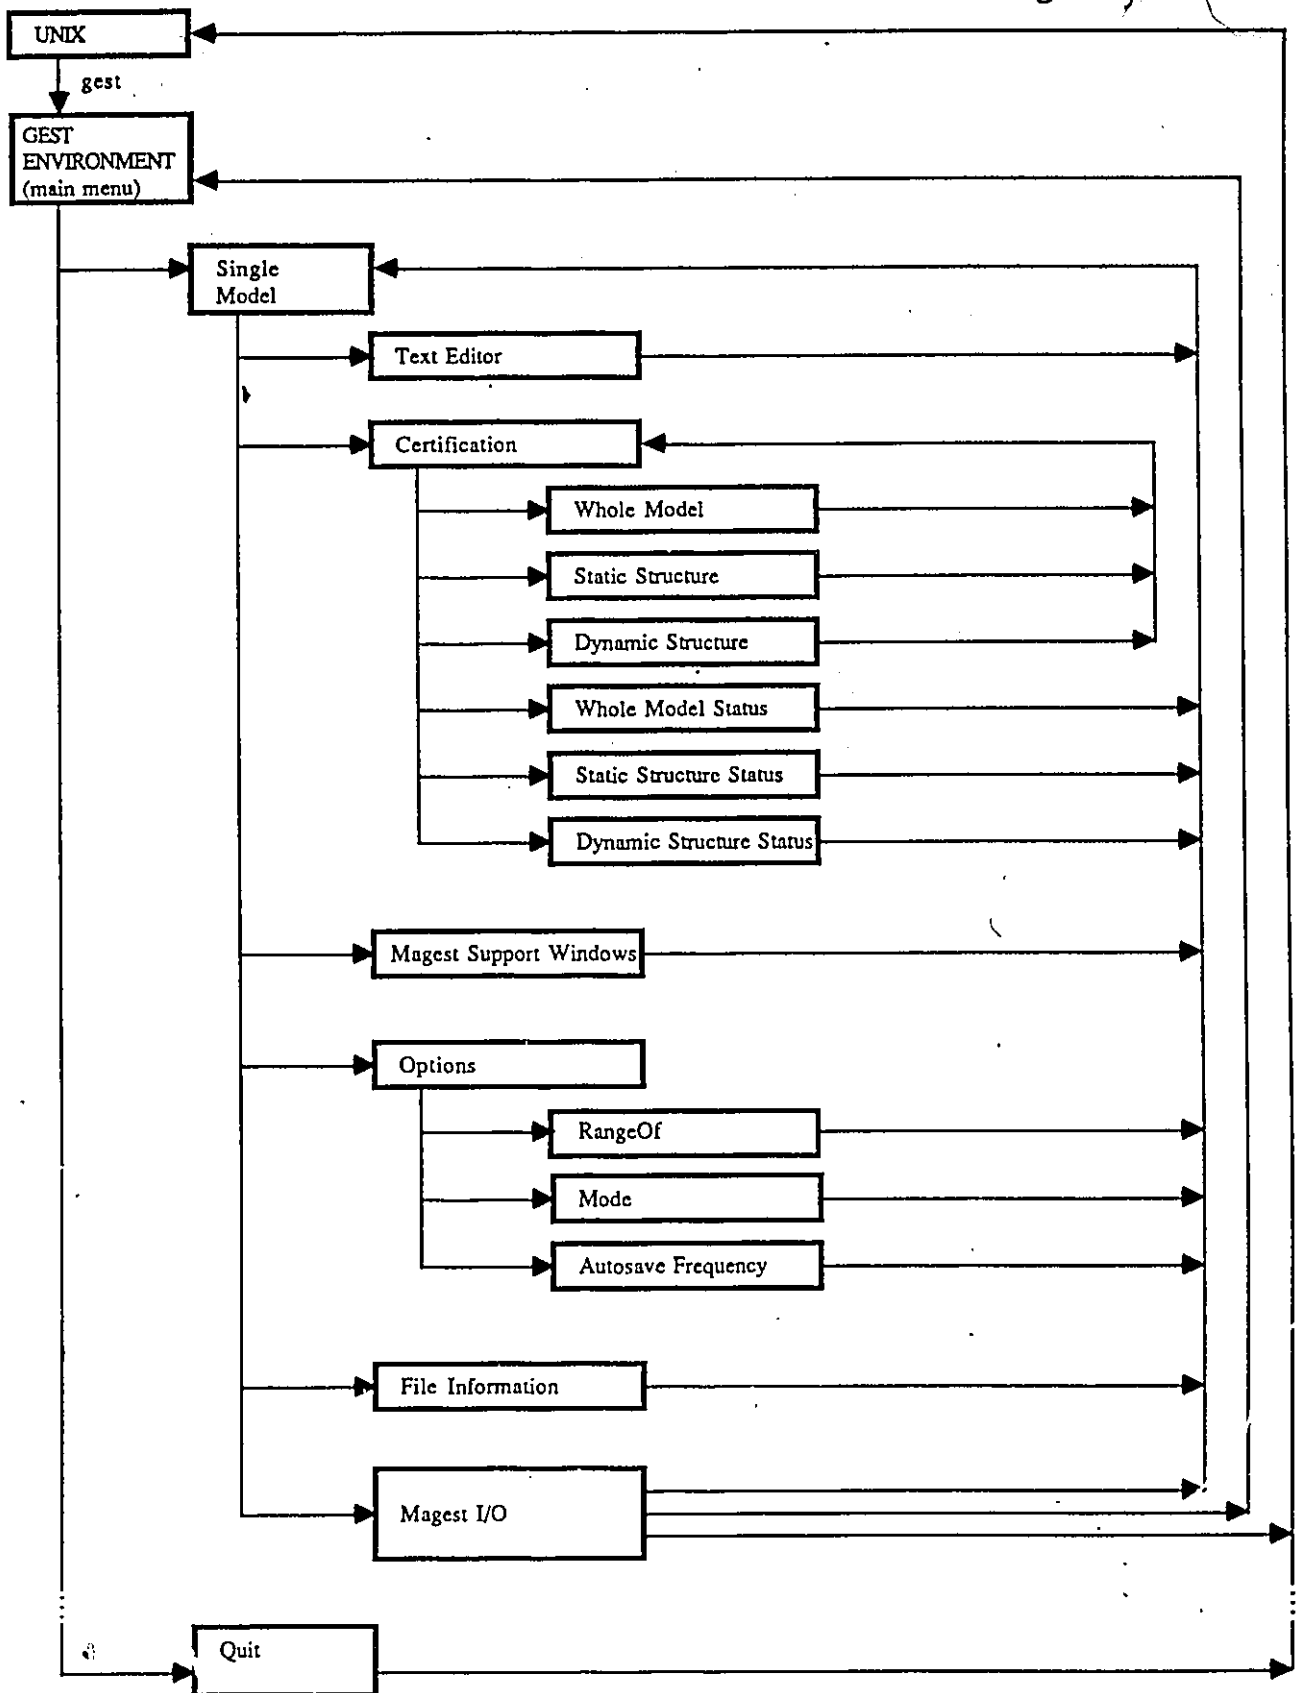 UNIX
gest
GEST
ENVIRONMENT
(main menu)
Single
Model
Text Editor
Certification
Whole Model
Static Structure
Dynamic Structure
Whole Model Status
Static Structure Status
Dynamic Structure Status
Magest Support Windows
Options
RangeOf
Mode
Autosave Frequency
File Information
Magest I/O
Quit